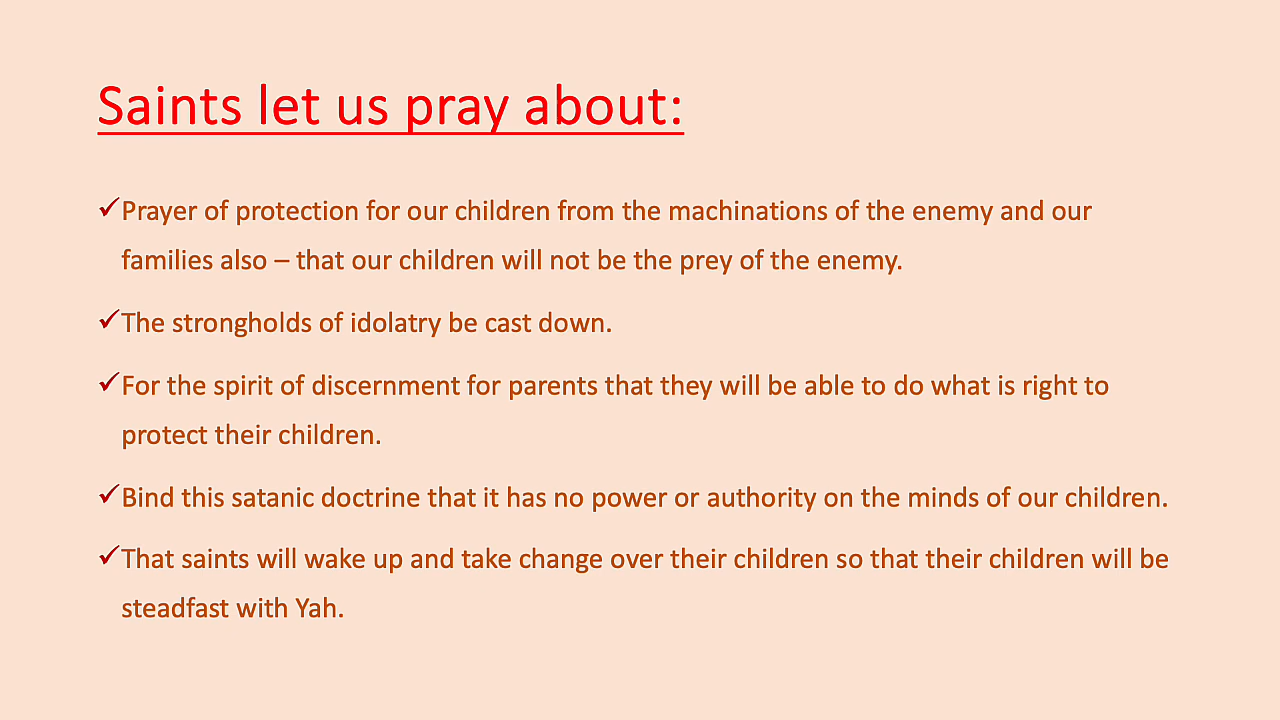 Saints let us pray about:
✓Prayer of protection for our children from the machinations of the enemy and our
families also – that our children will not be the prey of the enemy.
✓The strongholds of idolatry be cast down.
✓For the spirit of discernment for parents that they will be able to do what is right to
protect their children.
✓Bind this satanic doctrine that it has no power or authority on the minds of our children.
✓That saints will wake up and take change over their children so that their children will be
steadfast with Yah.